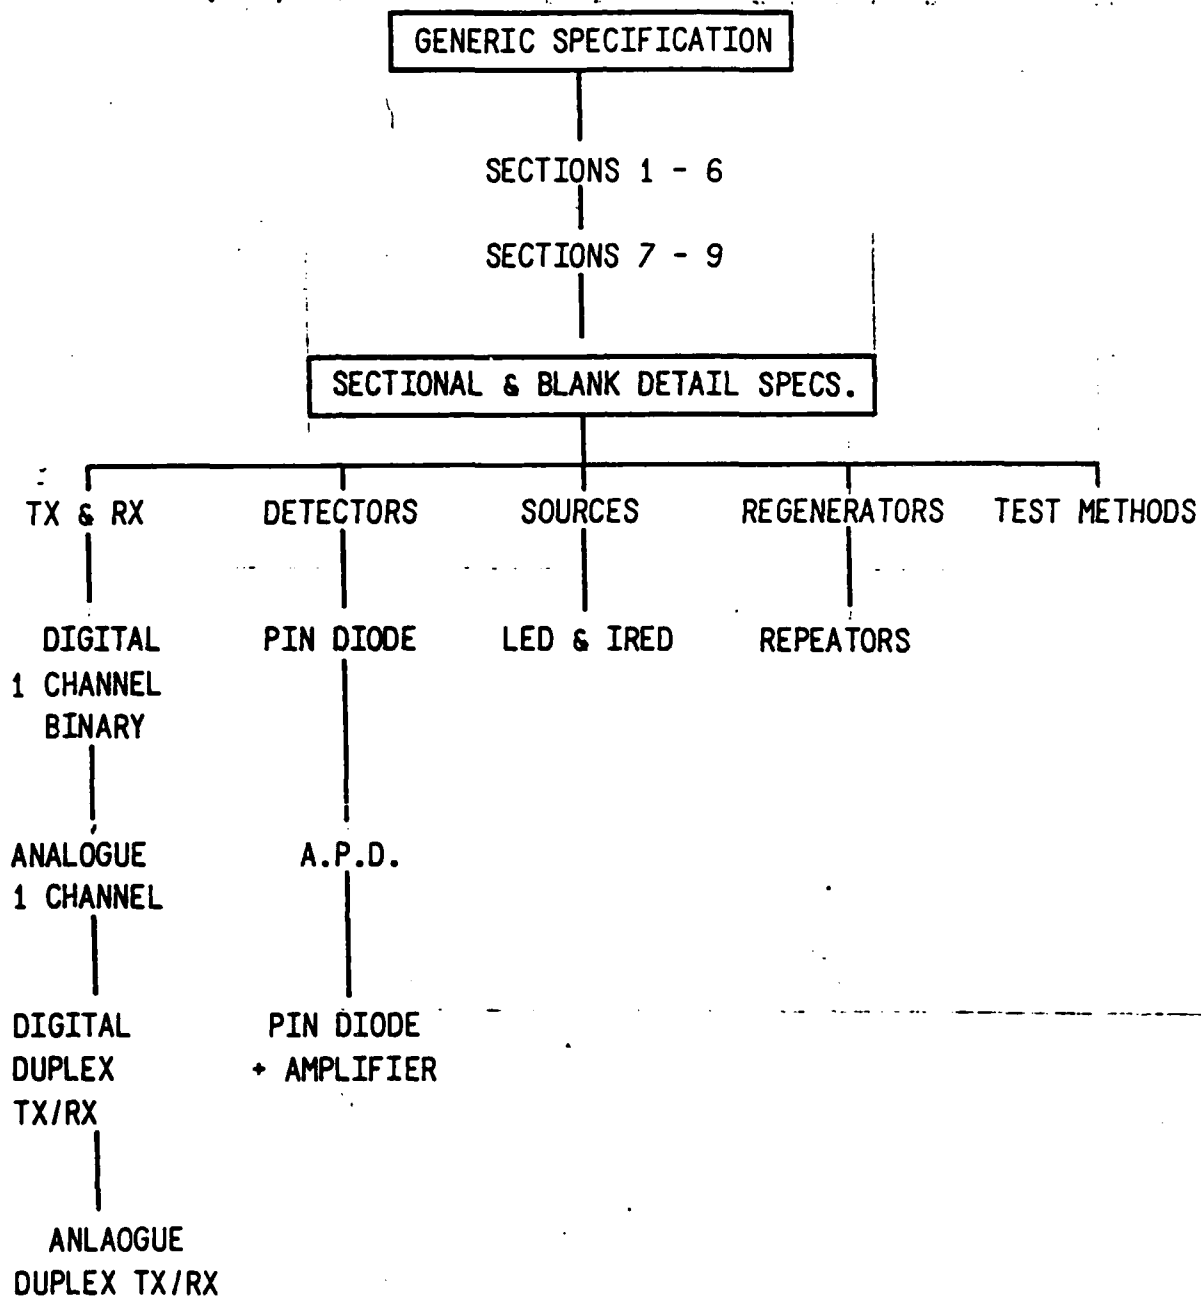 GENERIC SPECIFICATION
SECTIONS 1 - 6
SECTIONS 7 - 9
SECTIONAL & BLANK DETAIL SPECS.
TX & RX
DETECTORS
SOURCES
REGENERATORS
TEST METHODS
DIGITAL
1 CHANNEL
BINARY
PIN DIODE
LED & IRED
REPEATORS
ANALOGUE
1 CHANNEL
A.P.D.
DIGITAL
DUPLEX
TX/RX
PIN DIODE
+ AMPLIFIER
ANLAOGUE
DUPLEX TX/RX